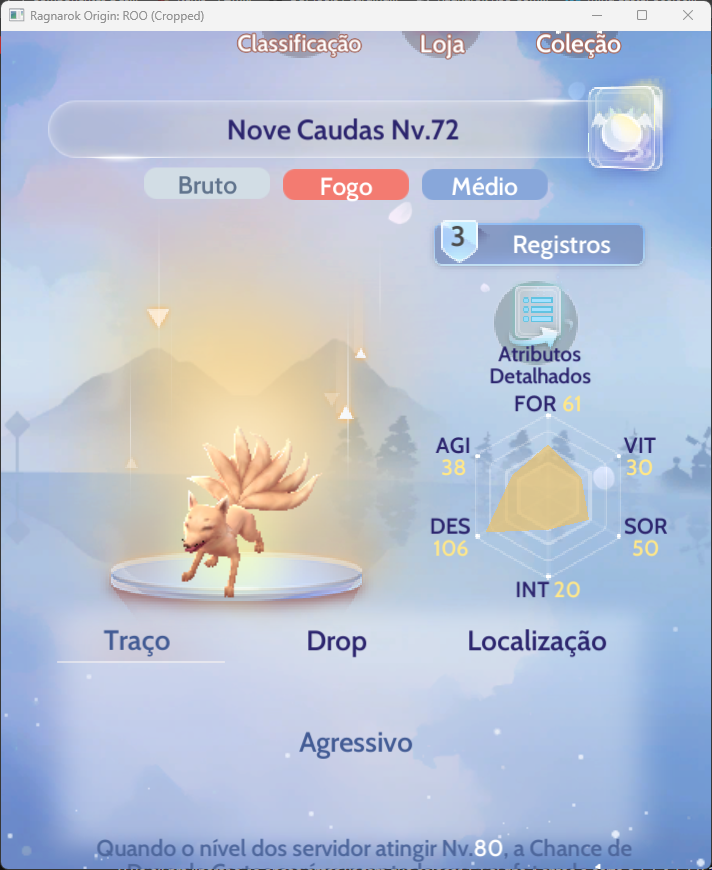 Ragnarok Origin: ROO (Cropped)
Classificação
Loja
Coleção
Nove Caudas Nv.72
Bruto
Fogo
Médio
3
Registros
Atributos
Detalhados
FOR 61
AGI
38
VIT
30
DES
106
SOR
50
INT 20
Traço
Drop
Localização
Agressivo
Quando o nível dos servidor atingir Nv.80, a Chance de